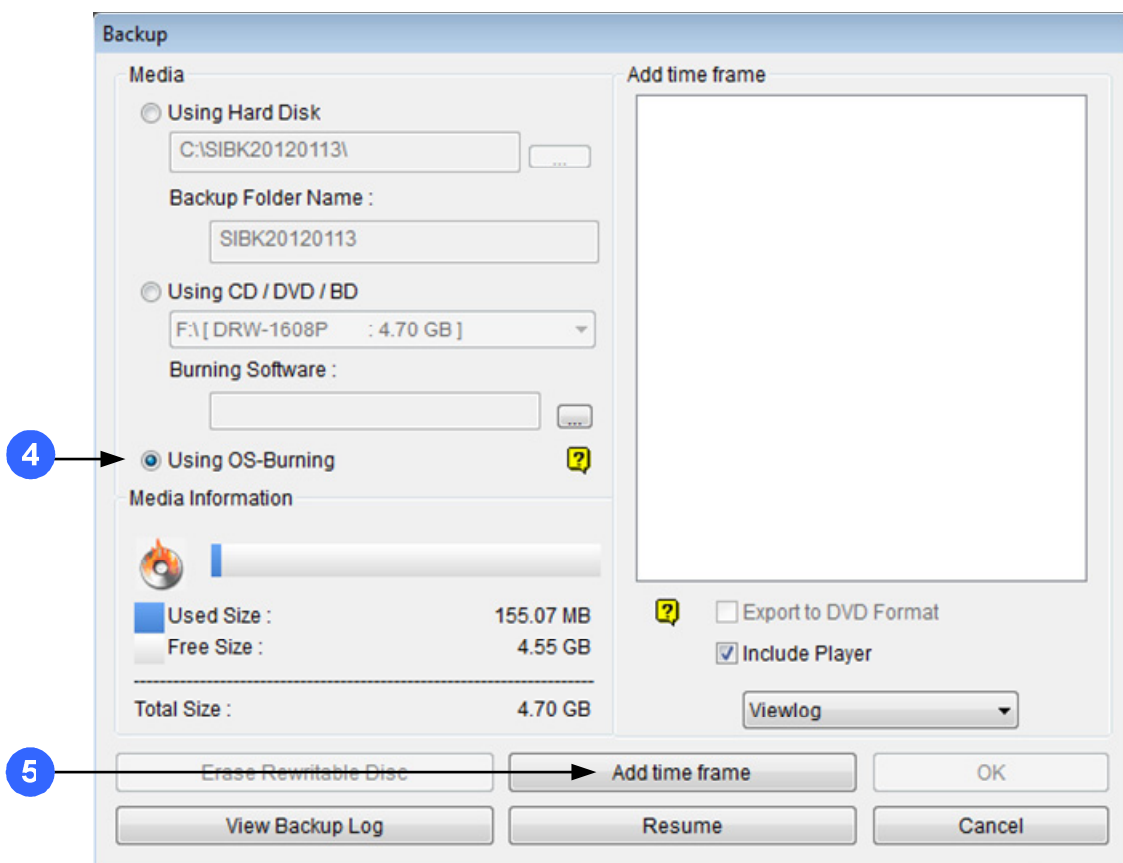 Backup
Media
Using Hard Disk
C:\SIBK20120113\
...
Backup Folder Name :
SIBK20120113
Using CD / DVD / BD
F:\ [ DRW-1608P : 4.70 GB ]
Burning Software :
...
4
Using OS-Burning
?
Media Information
Used Size : 155.07 MB
Free Size : 4.55 GB
Total Size : 4.70 GB
Add time frame
?
Export to DVD Format
Include Player
Viewlog
5
Erase Rewritable Disc
Add time frame
OK
View Backup Log
Resume
Cancel